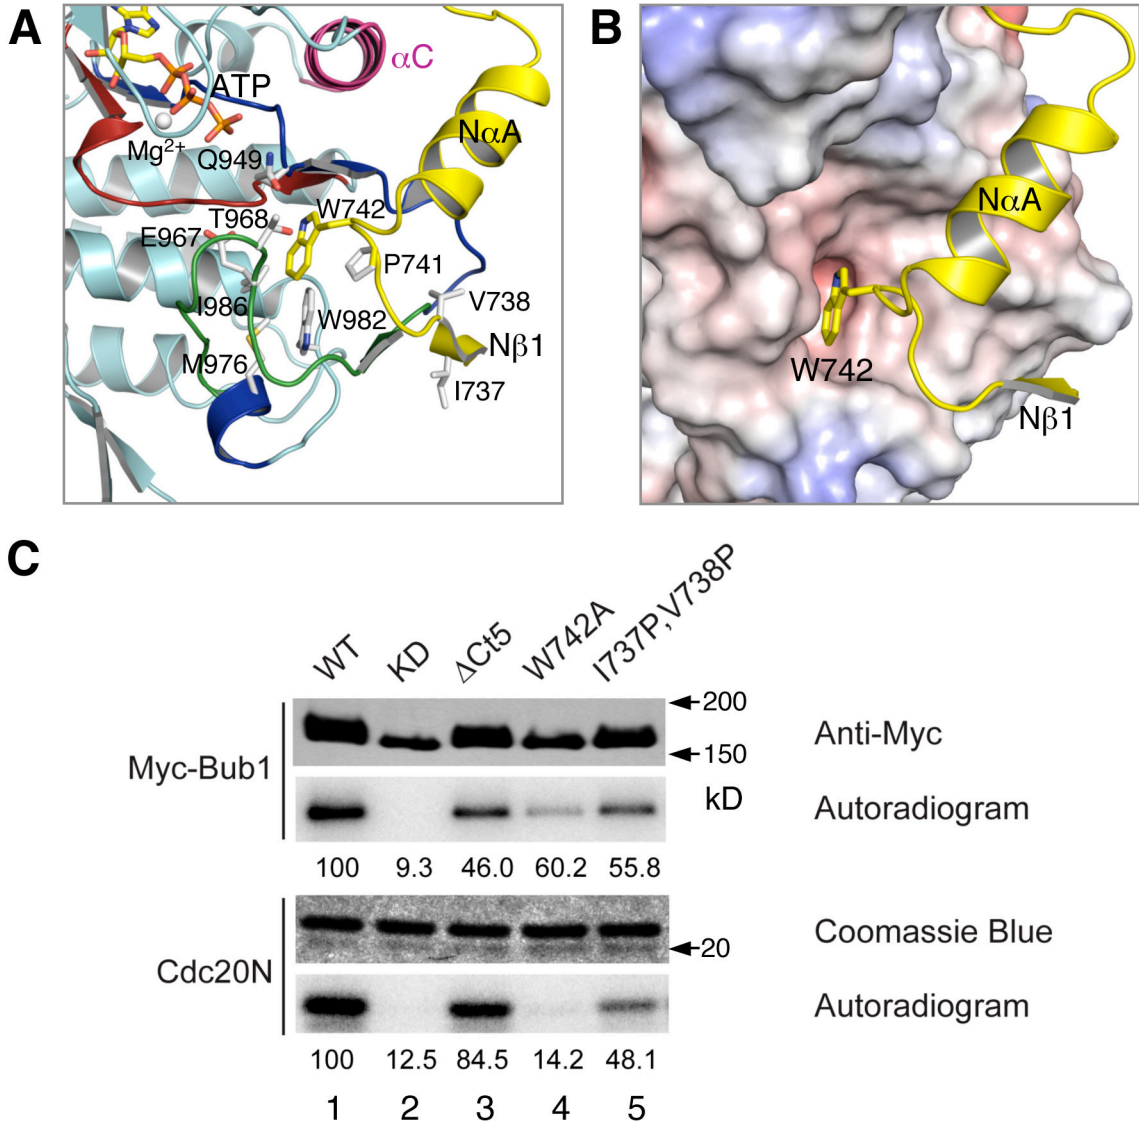 A
αC
ATP
NαA
Mg²⁺
Q949
W742
T968
E967
P741
I986
V738
W982
Nβ1
M976
I737
B
NαA
W742
Nβ1
C
WT
KD
ΔCt5
W742A
I737P,V738P
200
Myc-Bub1
Anti-Myc
150
kD
Autoradiogram
100 9.3 46.0 60.2 55.8
Cdc20N
Coomassie Blue
20
Autoradiogram
100 12.5 84.5 14.2 48.1
1 2 3 4 5